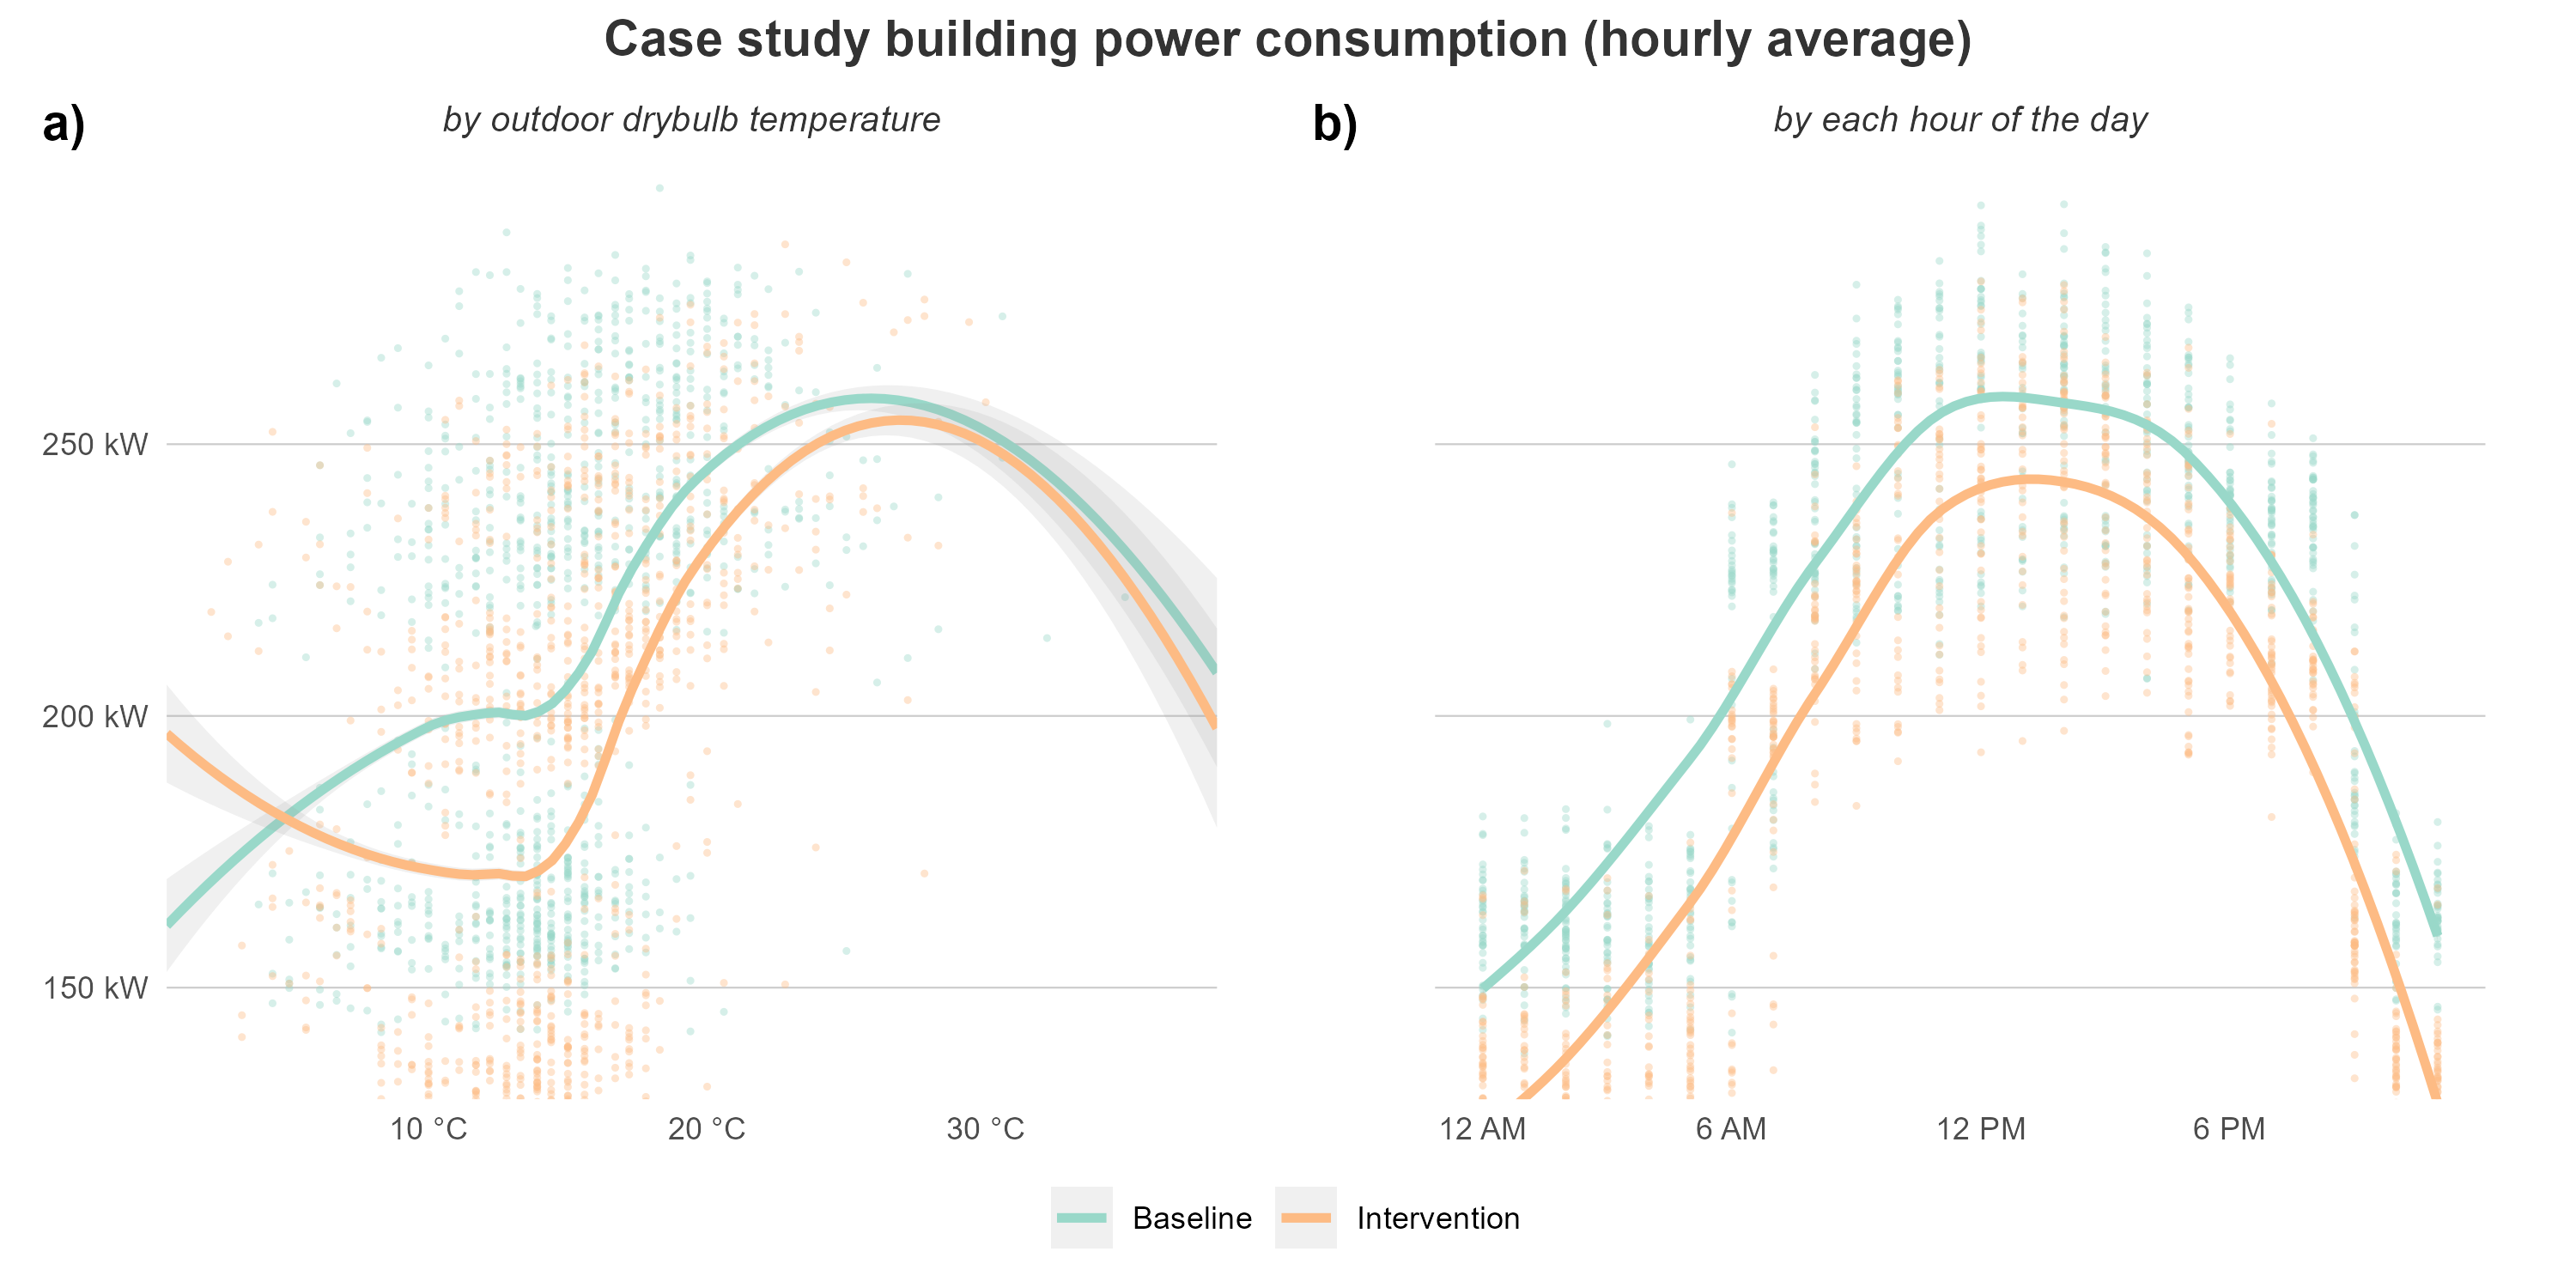 Case study building power consumption (hourly average)
a)
by outdoor drybulb temperature
b)
by each hour of the day
250 kW
200 kW
150 kW
10 °C 20 °C 30 °C
12 AM 6 AM 12 PM 6 PM
Baseline Intervention